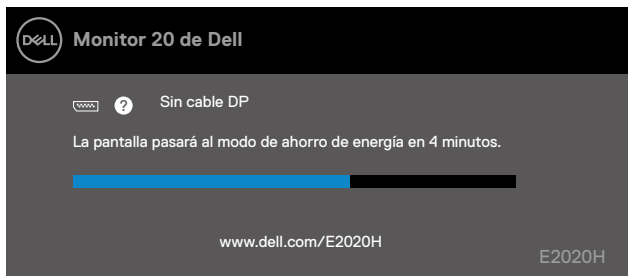 DELL Monitor 20 de Dell
? Sin cable DP
La pantalla pasará al modo de ahorro de energía en 4 minutos.
www.dell.com/E2020H
E2020H